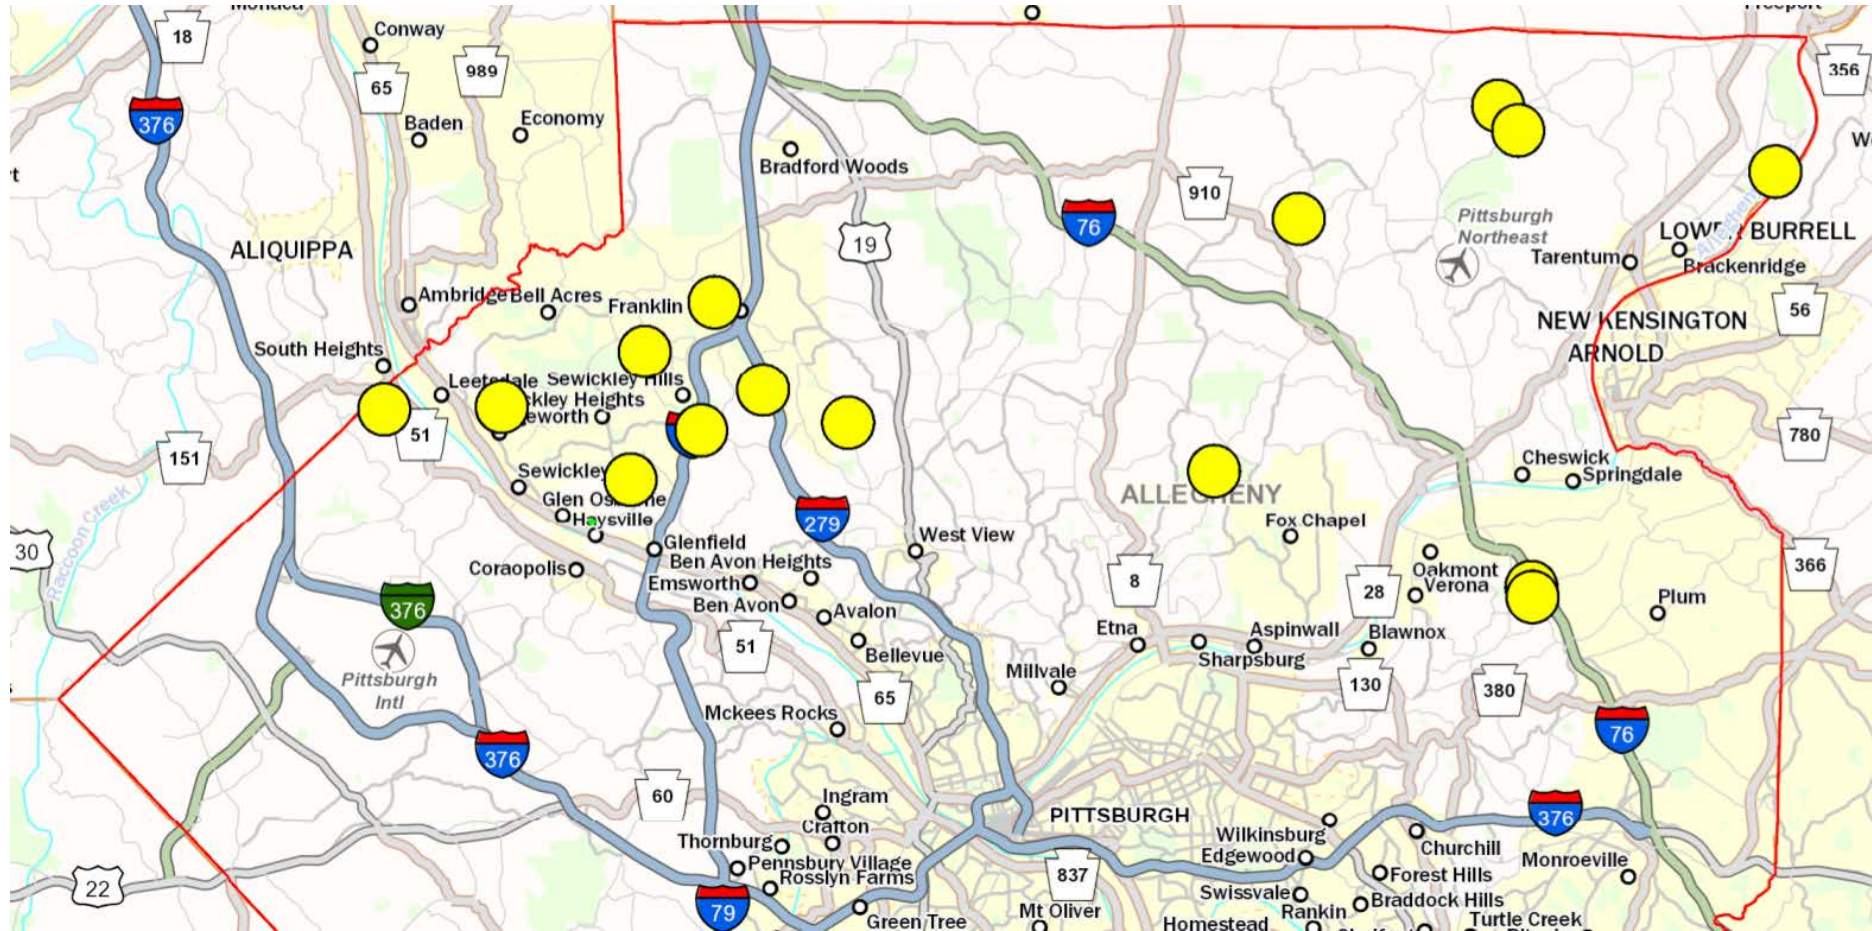 18
Conway
65
989
376
Baden
Economy
Bradford Woods
356
910
76
19
Pittsburgh
Northeast
ALIQUIPPA
Tarentum
Brackenridge
BURRELL
Ambridge
Bell Acres
Franklin
56
NEW KENSINGTON
ARNOLD
South Heights
Sewickley Hills
51
151
780
Cheswick
Springdale
Sewickley
Haysville
Raccoon Creek
30
279
Fox Chapel
West View
Glenfield
Ben Avon Heights
Coraopolis
Emsworth
Ben Avon
Avalon
Bellevue
8
28
Oakmont
Verona
366
Plum
376
Pittsburgh
Intl
51
Etna
Sharpsburg
Aspinwall
Blawnox
Millvale
130
380
65
Mckees Rocks
376
76
60
Ingram
Crafton
PITTSBURGH
376
Thornburg
Pennsbury Village
Rosslyn Farms
Wilkinsburg
Edgewood
Churchill
Monroeville
22
79
837
Forest Hills
Swissvale
Braddock Hills
Rankin
Green Tree
Mt Oliver
Homestead
Turtle Creek